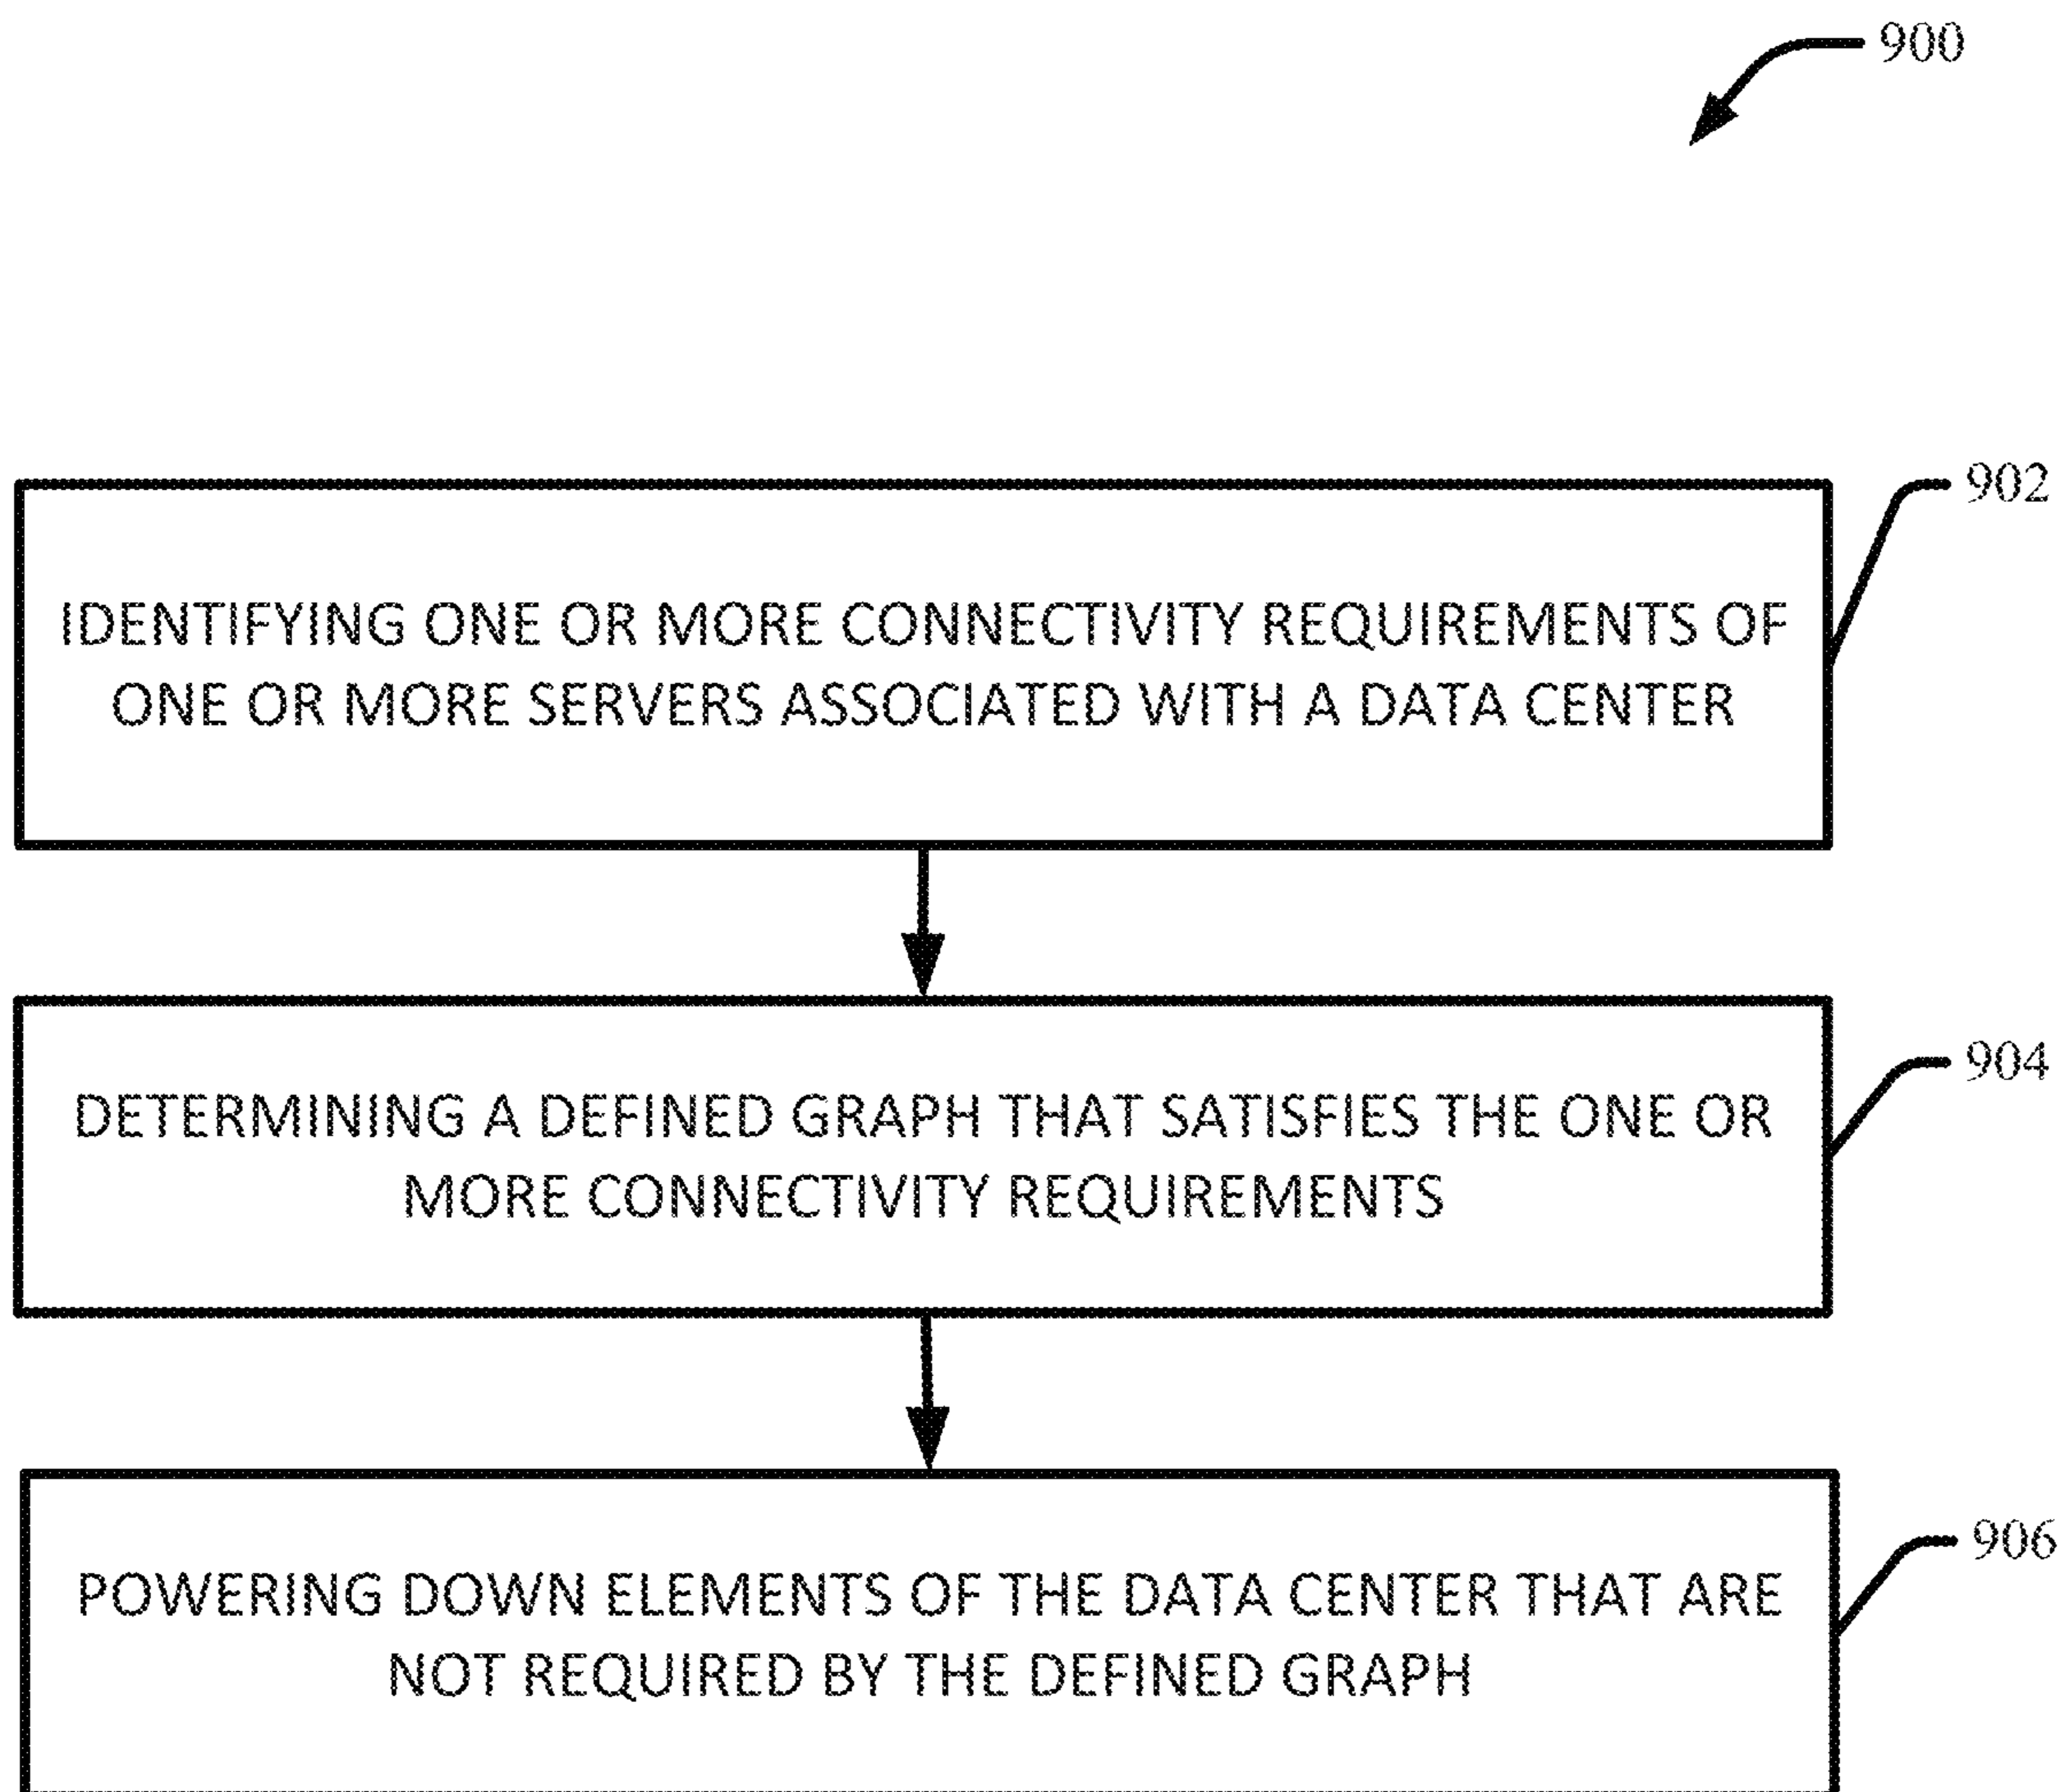 900
902
IDENTIFYING ONE OR MORE CONNECTIVITY REQUIREMENTS OF
ONE OR MORE SERVERS ASSOCIATED WITH A DATA CENTER
904
DETERMINING A DEFINED GRAPH THAT SATISFIES THE ONE OR
MORE CONNECTIVITY REQUIREMENTS
906
POWERING DOWN ELEMENTS OF THE DATA CENTER THAT ARE
NOT REQUIRED BY THE DEFINED GRAPH